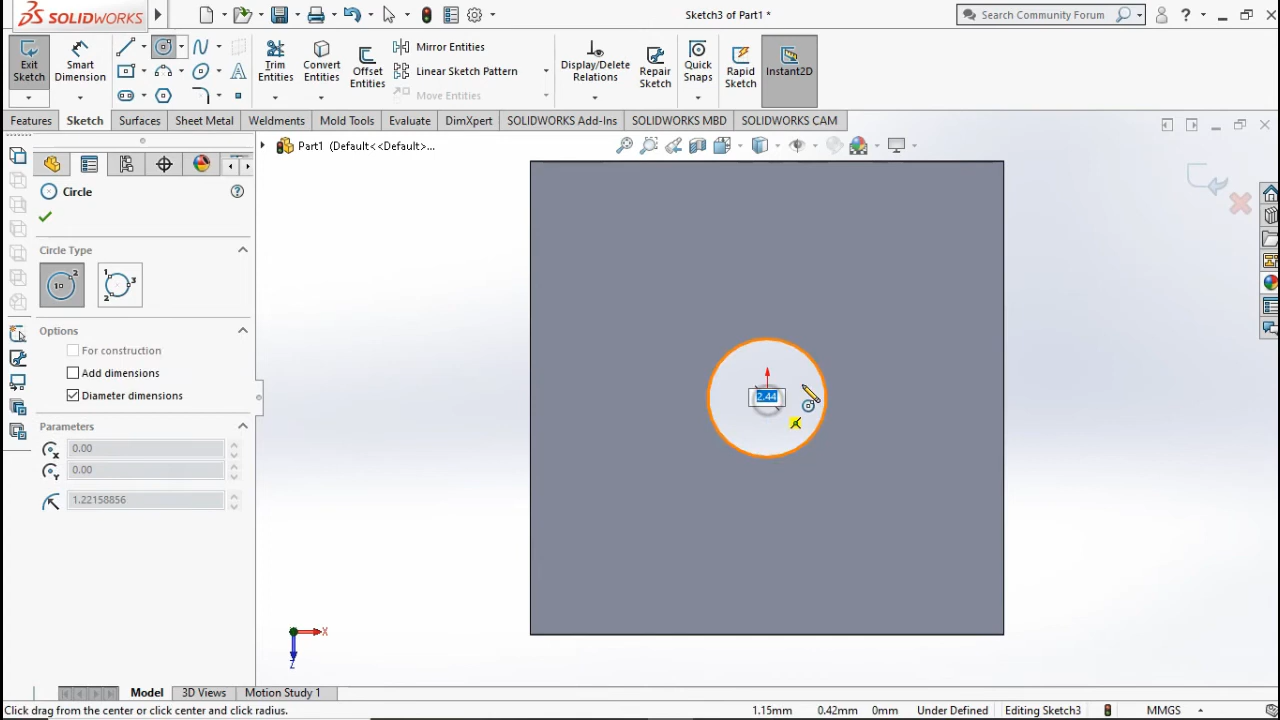 SOLIDWORKS
Sketch3 of Part1 *
Search Community Forum
?
Exit Sketch
Smart Dimension
Trim Entities
Convert Entities
Offset Entities
Mirror Entities
Linear Sketch Pattern
Move Entities
Display/Delete Relations
Repair Sketch
Quick Snaps
Rapid Sketch
Instant2D
Features Sketch Surfaces Sheet Metal Weldments Mold Tools Evaluate DimXpert SOLIDWORKS Add-Ins SOLIDWORKS MBD SOLIDWORKS CAM
Part1 (Default<<Default>...
Circle
?
Circle Type
Options
For construction
Add dimensions
Diameter dimensions
Parameters
0.00
0.00
1.22158856
2.44
X
Z
Model 3D Views Motion Study 1
Click drag from the center or click center and click radius.
1.15mm 0.42mm 0mm Under Defined Editing Sketch3 MMGS